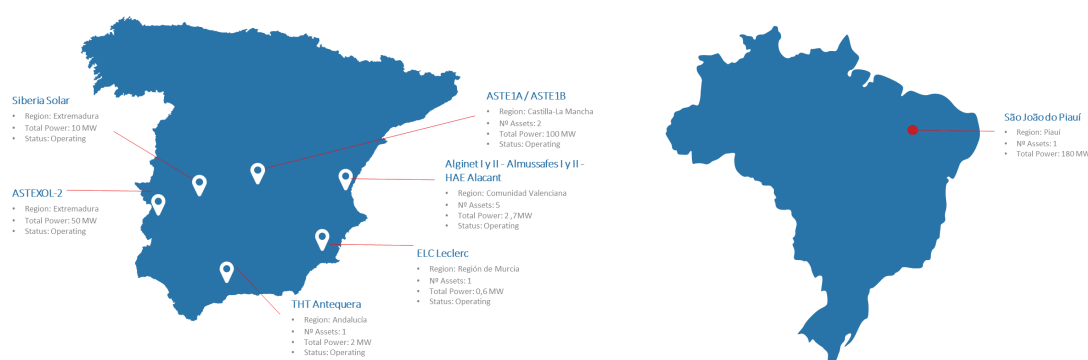 Siberia Solar
• Region: Extremadura
• Total Power: 10 MW
• Status: Operating
ASTEXOL-2
• Region: Extremadura
• Total Power: 50 MW
• Status: Operating
ASTE1A / ASTE1B
• Region: Castilla-La Mancha
• Nº Assets: 2
• Total Power: 100 MW
• Status: Operating
Alginet I y II - Almussafes I y II -
HAE Alacant
• Region: Comunidad Valenciana
• Nº Assets: 5
• Total Power: 2 ,7MW
• Status: Operating
ELC Leclerc
• Region: Región de Murcia
• Nº Assets: 1
• Total Power: 0,6 MW
• Status: Operating
THT Antequera
• Region: Andalucía
• Nº Assets: 1
• Total Power: 2 MW
• Status: Operating
São João do Piauí
• Region: Piauí
• Nº Assets: 1
• Total Power: 180 MW